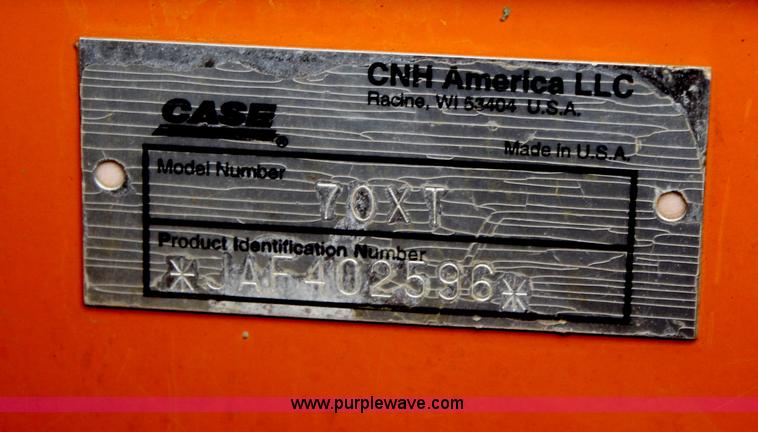 CNH America LLC
Racine, WI 53404 U.S.A.
CASE®
Made in U.S.A.
Model Number
70XT
Product Identification Number
*JAF402596*
www.purplewave.com